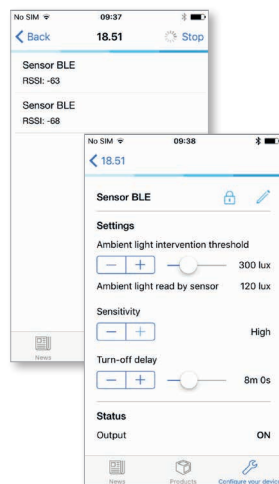 No SIM 09:37
Back 18.51 Stop
Sensor BLE
RSSI: -63
Sensor BLE
RSSI: -68
News
No SIM 09:38
18.51
Sensor BLE
Settings
Ambient light intervention threshold
− + 300 lux
Ambient light read by sensor 120 lux
Sensitivity
− + High
Turn-off delay
− + 8m 0s
Status
Output ON
News Products Configure your device